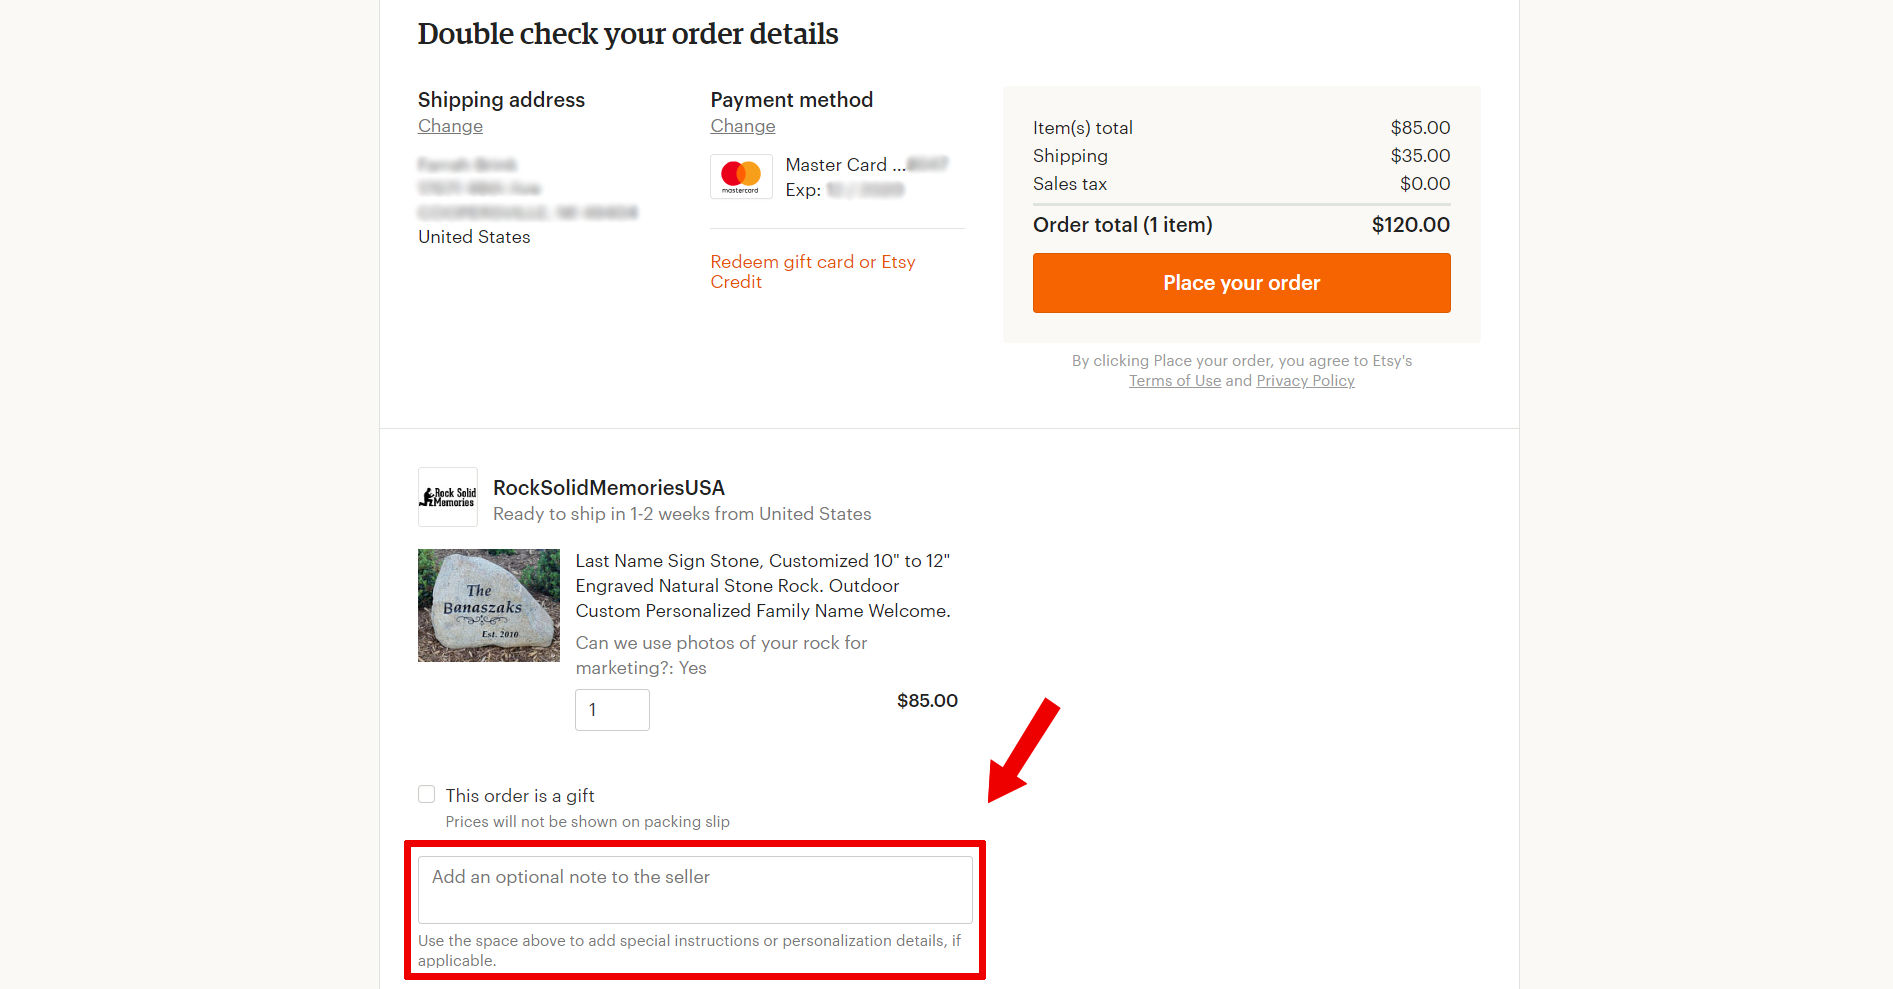 Double check your order details
Shipping address
Change
United States
Payment method
Change
mastercard
Master Card ...
Exp:
Redeem gift card or Etsy
Credit
Item(s) total $85.00
Shipping $35.00
Sales tax $0.00
Order total (1 item) $120.00
Place your order
By clicking Place your order, you agree to Etsy's
Terms of Use and Privacy Policy
Rock Solid
Memories
RockSolidMemoriesUSA
Ready to ship in 1-2 weeks from United States
The
Banaszaks
Est. 2010
Last Name Sign Stone, Customized 10" to 12"
Engraved Natural Stone Rock. Outdoor
Custom Personalized Family Name Welcome.
Can we use photos of your rock for
marketing?: Yes
1
$85.00
This order is a gift
Prices will not be shown on packing slip
Add an optional note to the seller
Use the space above to add special instructions or personalization details, if
applicable.